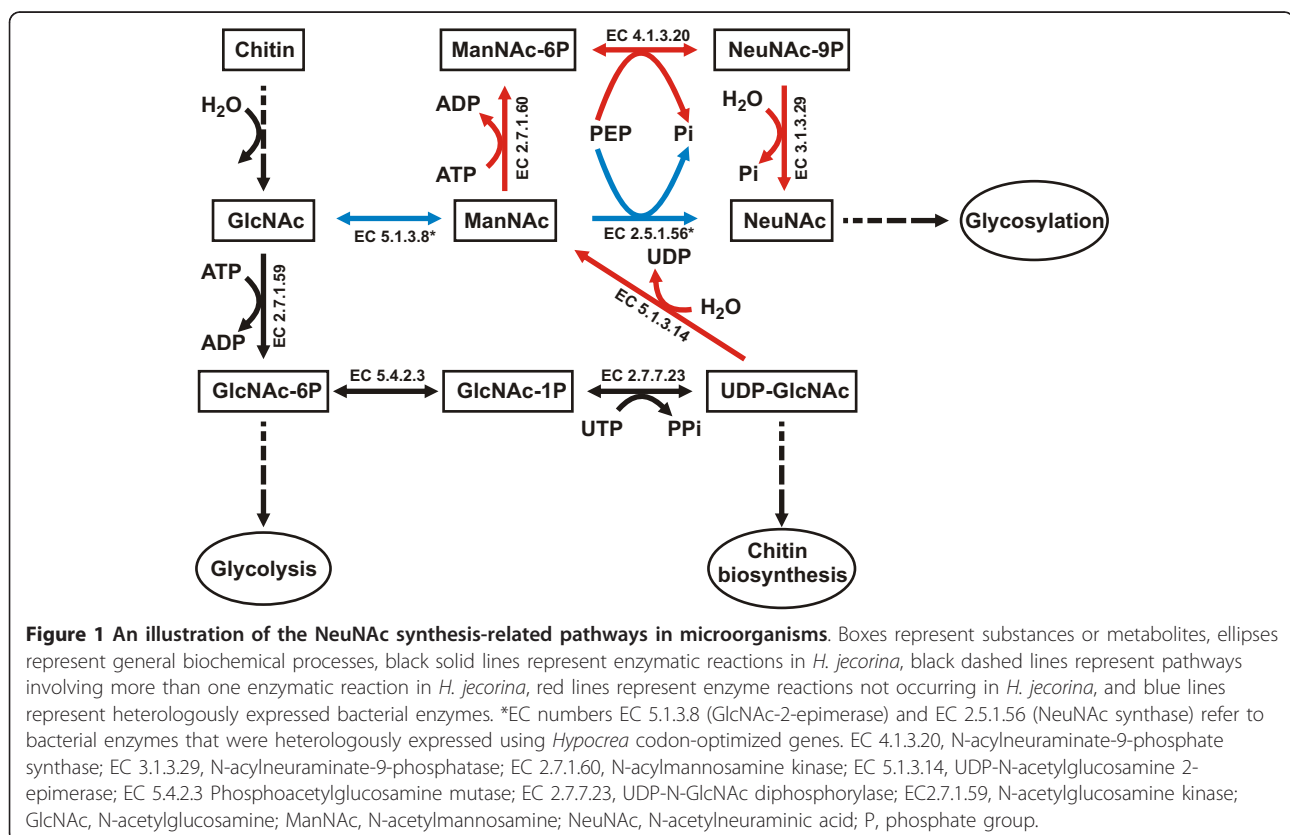 Chitin
ManNAc-6P
EC 4.1.3.20
NeuNAc-9P
H2O
ADP
ATP
EC 2.7.1.60
PEP
Pi
H2O
Pi
EC 3.1.3.29
GlcNAc
EC 5.1.3.8*
ManNAc
EC 2.5.1.56*
NeuNAc
Glycosylation
ATP
ADP
EC 2.7.1.59
UDP
H2O
EC 5.1.3.14
GlcNAc-6P
EC 5.4.2.3
GlcNAc-1P
EC 2.7.7.23
UDP-GlcNAc
UTP
PPi
Glycolysis
Chitin
biosynthesis
Figure 1 An illustration of the NeuNAc synthesis-related pathways in microorganisms. Boxes represent substances or metabolites, ellipses
represent general biochemical processes, black solid lines represent enzymatic reactions in H. jecorina, black dashed lines represent pathways
involving more than one enzymatic reaction in H. jecorina, red lines represent enzyme reactions not occurring in H. jecorina, and blue lines
represent heterologously expressed bacterial enzymes. *EC numbers EC 5.1.3.8 (GlcNAc-2-epimerase) and EC 2.5.1.56 (NeuNAc synthase) refer to
bacterial enzymes that were heterologously expressed using Hypocrea codon-optimized genes. EC 4.1.3.20, N-acylneuraminate-9-phosphate
synthase; EC 3.1.3.29, N-acylneuraminate-9-phosphatase; EC 2.7.1.60, N-acylmannosamine kinase; EC 5.1.3.14, UDP-N-acetylglucosamine 2-
epimerase; EC 5.4.2.3 Phosphoacetylglucosamine mutase; EC 2.7.7.23, UDP-N-GlcNAc diphosphorylase; EC2.7.1.59, N-acetylglucosamine kinase;
GlcNAc, N-acetylglucosamine; ManNAc, N-acetylmannosamine; NeuNAc, N-acetylneuraminic acid; P, phosphate group.